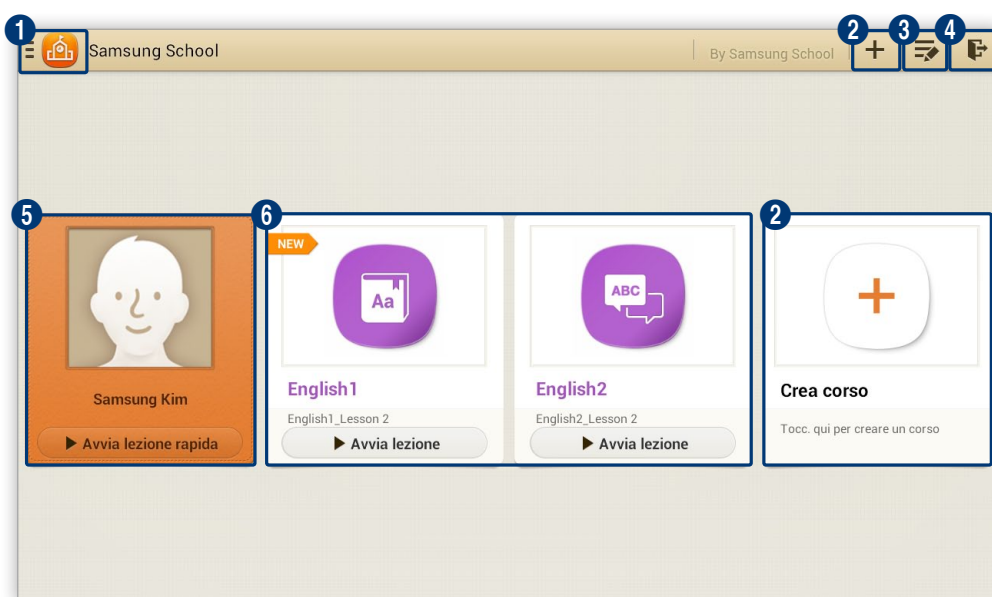 1
2
3
4
Samsung School
By Samsung School
5
6
2
NEW
Aa
ABC
Samsung Kim
Avvia lezione rapida
English1
English1_Lesson 2
Avvia lezione
English2
English2_Lesson 2
Avvia lezione
Crea corso
Tocc. qui per creare un corso